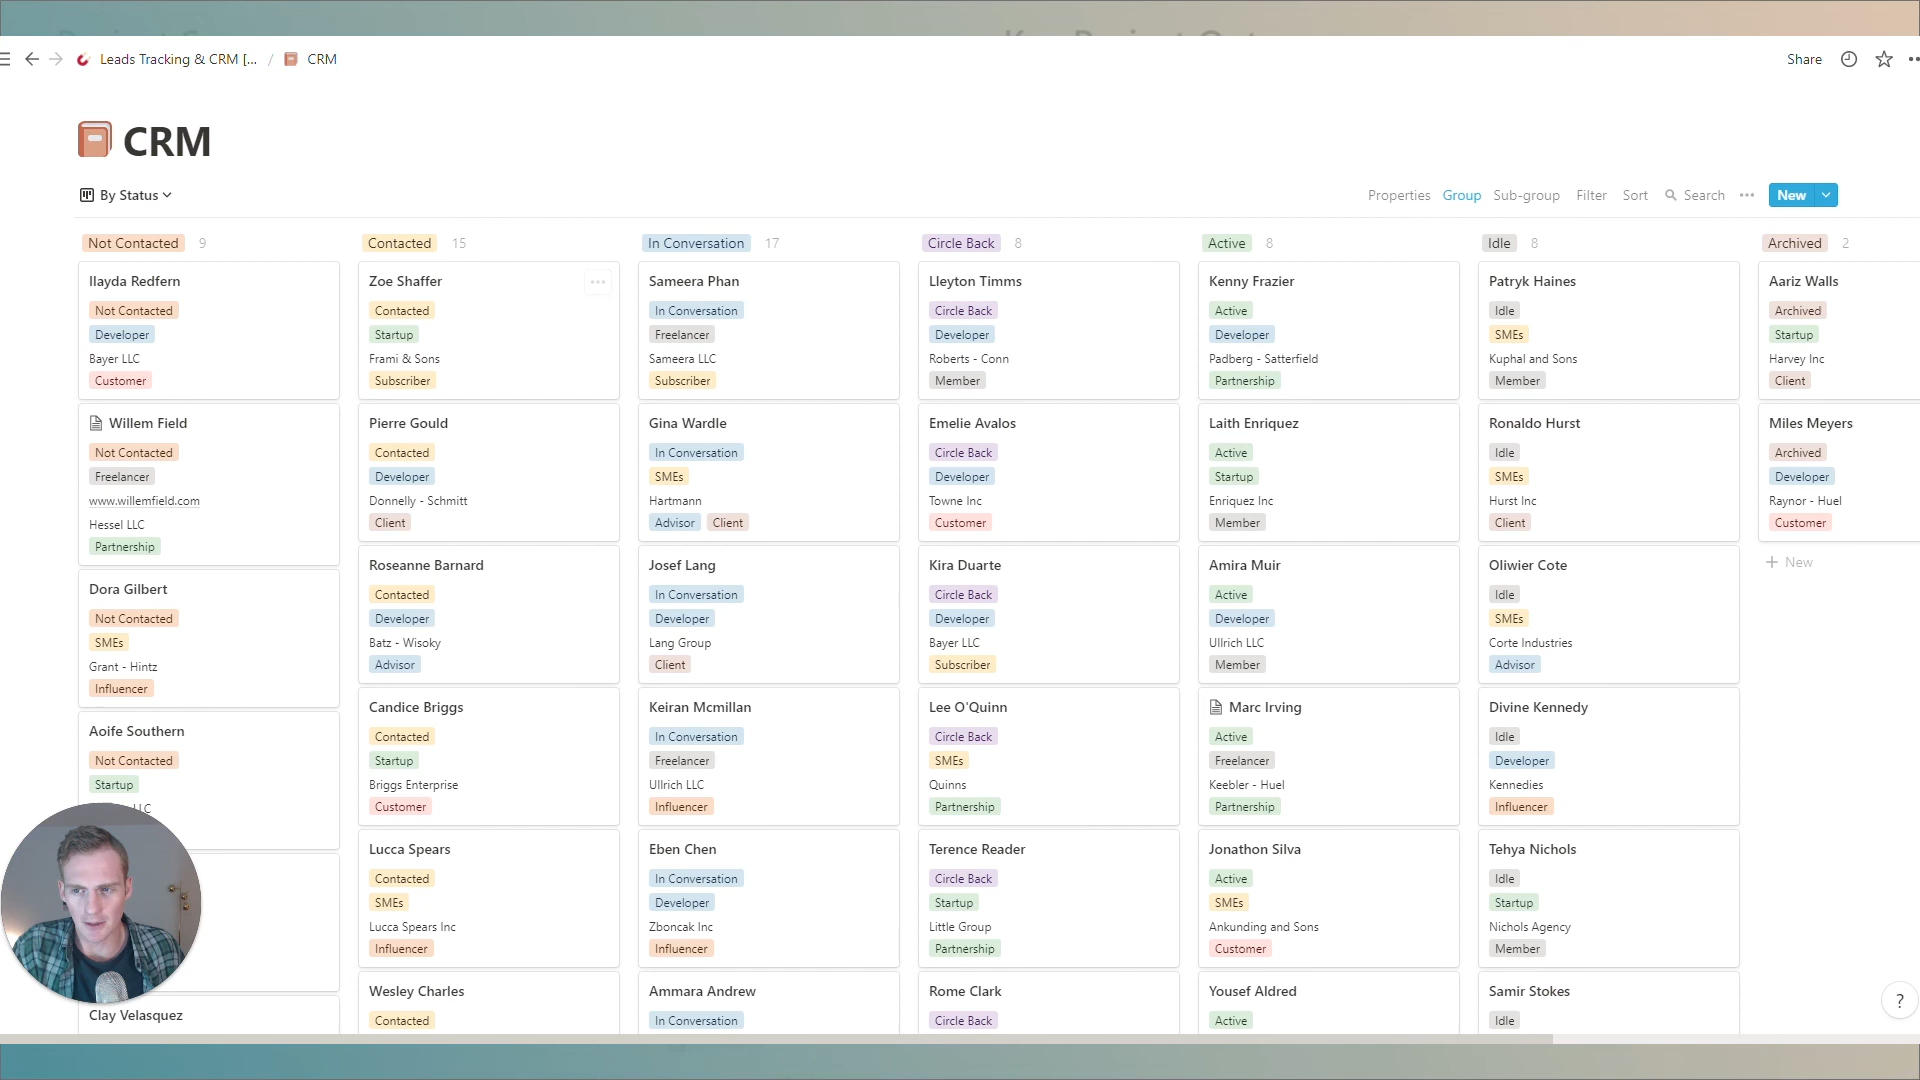 Leads Tracking & CRM [... / CRM
Share
CRM
By Status
Properties Group Sub-group Filter Sort Search New
Not Contacted 9
Ilayda Redfern
Not Contacted
Developer
Bayer LLC
Customer
Willem Field
Not Contacted
Freelancer
www.willemfield.com
Hessel LLC
Partnership
Dora Gilbert
Not Contacted
SMEs
Grant - Hintz
Influencer
Aoife Southern
Not Contacted
Startup
LLC
Clay Velasquez
Contacted 15
Zoe Shaffer
Contacted
Startup
Frami & Sons
Subscriber
Pierre Gould
Contacted
Developer
Donnelly - Schmitt
Client
Roseanne Barnard
Contacted
Developer
Batz - Wisoky
Advisor
Candice Briggs
Contacted
Startup
Briggs Enterprise
Customer
Lucca Spears
Contacted
SMEs
Lucca Spears Inc
Influencer
Wesley Charles
Contacted
In Conversation 17
Sameera Phan
In Conversation
Freelancer
Sameera LLC
Subscriber
Gina Wardle
In Conversation
SMEs
Hartmann
Advisor Client
Josef Lang
In Conversation
Developer
Lang Group
Client
Keiran Mcmillan
In Conversation
Freelancer
Ullrich LLC
Influencer
Eben Chen
In Conversation
Developer
Zboncak Inc
Influencer
Ammara Andrew
In Conversation
Circle Back 8
Lleyton Timms
Circle Back
Developer
Roberts - Conn
Member
Emelie Avalos
Circle Back
Developer
Towne Inc
Customer
Kira Duarte
Circle Back
Developer
Bayer LLC
Subscriber
Lee O'Quinn
Circle Back
SMEs
Quinns
Partnership
Terence Reader
Circle Back
Startup
Little Group
Partnership
Rome Clark
Circle Back
Active 8
Kenny Frazier
Active
Developer
Padberg - Satterfield
Partnership
Laith Enriquez
Active
Startup
Enriquez Inc
Member
Amira Muir
Active
Developer
Ullrich LLC
Member
Marc Irving
Active
Freelancer
Keebler - Huel
Partnership
Jonathon Silva
Active
SMEs
Ankunding and Sons
Customer
Yousef Aldred
Active
Idle 8
Patryk Haines
Idle
SMEs
Kuphal and Sons
Member
Ronaldo Hurst
Idle
SMEs
Hurst Inc
Client
Oliwier Cote
Idle
SMEs
Corte Industries
Advisor
Divine Kennedy
Idle
Developer
Kennedies
Influencer
Tehya Nichols
Idle
Startup
Nichols Agency
Member
Samir Stokes
Idle
Archived 2
Aariz Walls
Archived
Startup
Harvey Inc
Client
Miles Meyers
Archived
Developer
Raynor - Huel
Customer
+ New
?